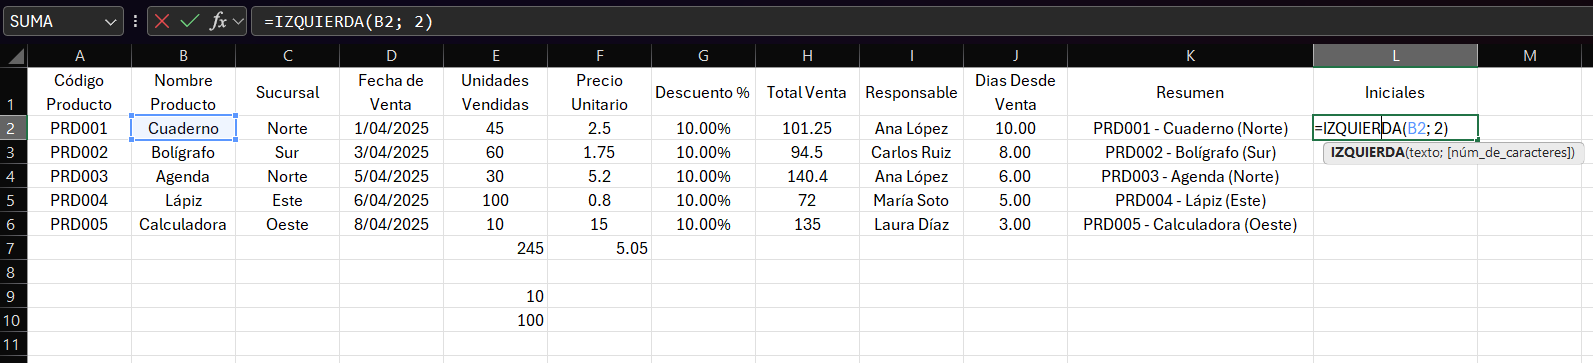 SUMA fx =IZQUIERDA(B2; 2)
A B C D E F G H I J K L M
1 Código Producto Nombre Producto Sucursal Fecha de Venta Unidades Vendidas Precio Unitario Descuento % Total Venta Responsable Dias Desde Venta Resumen Iniciales
2 PRD001 Cuaderno Norte 1/04/2025 45 2.5 10.00% 101.25 Ana López 10.00 PRD001 - Cuaderno (Norte) =IZQUIERDA(B2; 2)
3 PRD002 Bolígrafo Sur 3/04/2025 60 1.75 10.00% 94.5 Carlos Ruiz 8.00 PRD002 - Bolígrafo (Sur) IZQUIERDA(texto; [núm_de_caracteres])
4 PRD003 Agenda Norte 5/04/2025 30 5.2 10.00% 140.4 Ana López 6.00 PRD003 - Agenda (Norte)
5 PRD004 Lápiz Este 6/04/2025 100 0.8 10.00% 72 María Soto 5.00 PRD004 - Lápiz (Este)
6 PRD005 Calculadora Oeste 8/04/2025 10 15 10.00% 135 Laura Díaz 3.00 PRD005 - Calculadora (Oeste)
7 245 5.05
8
9 10
10 100
11